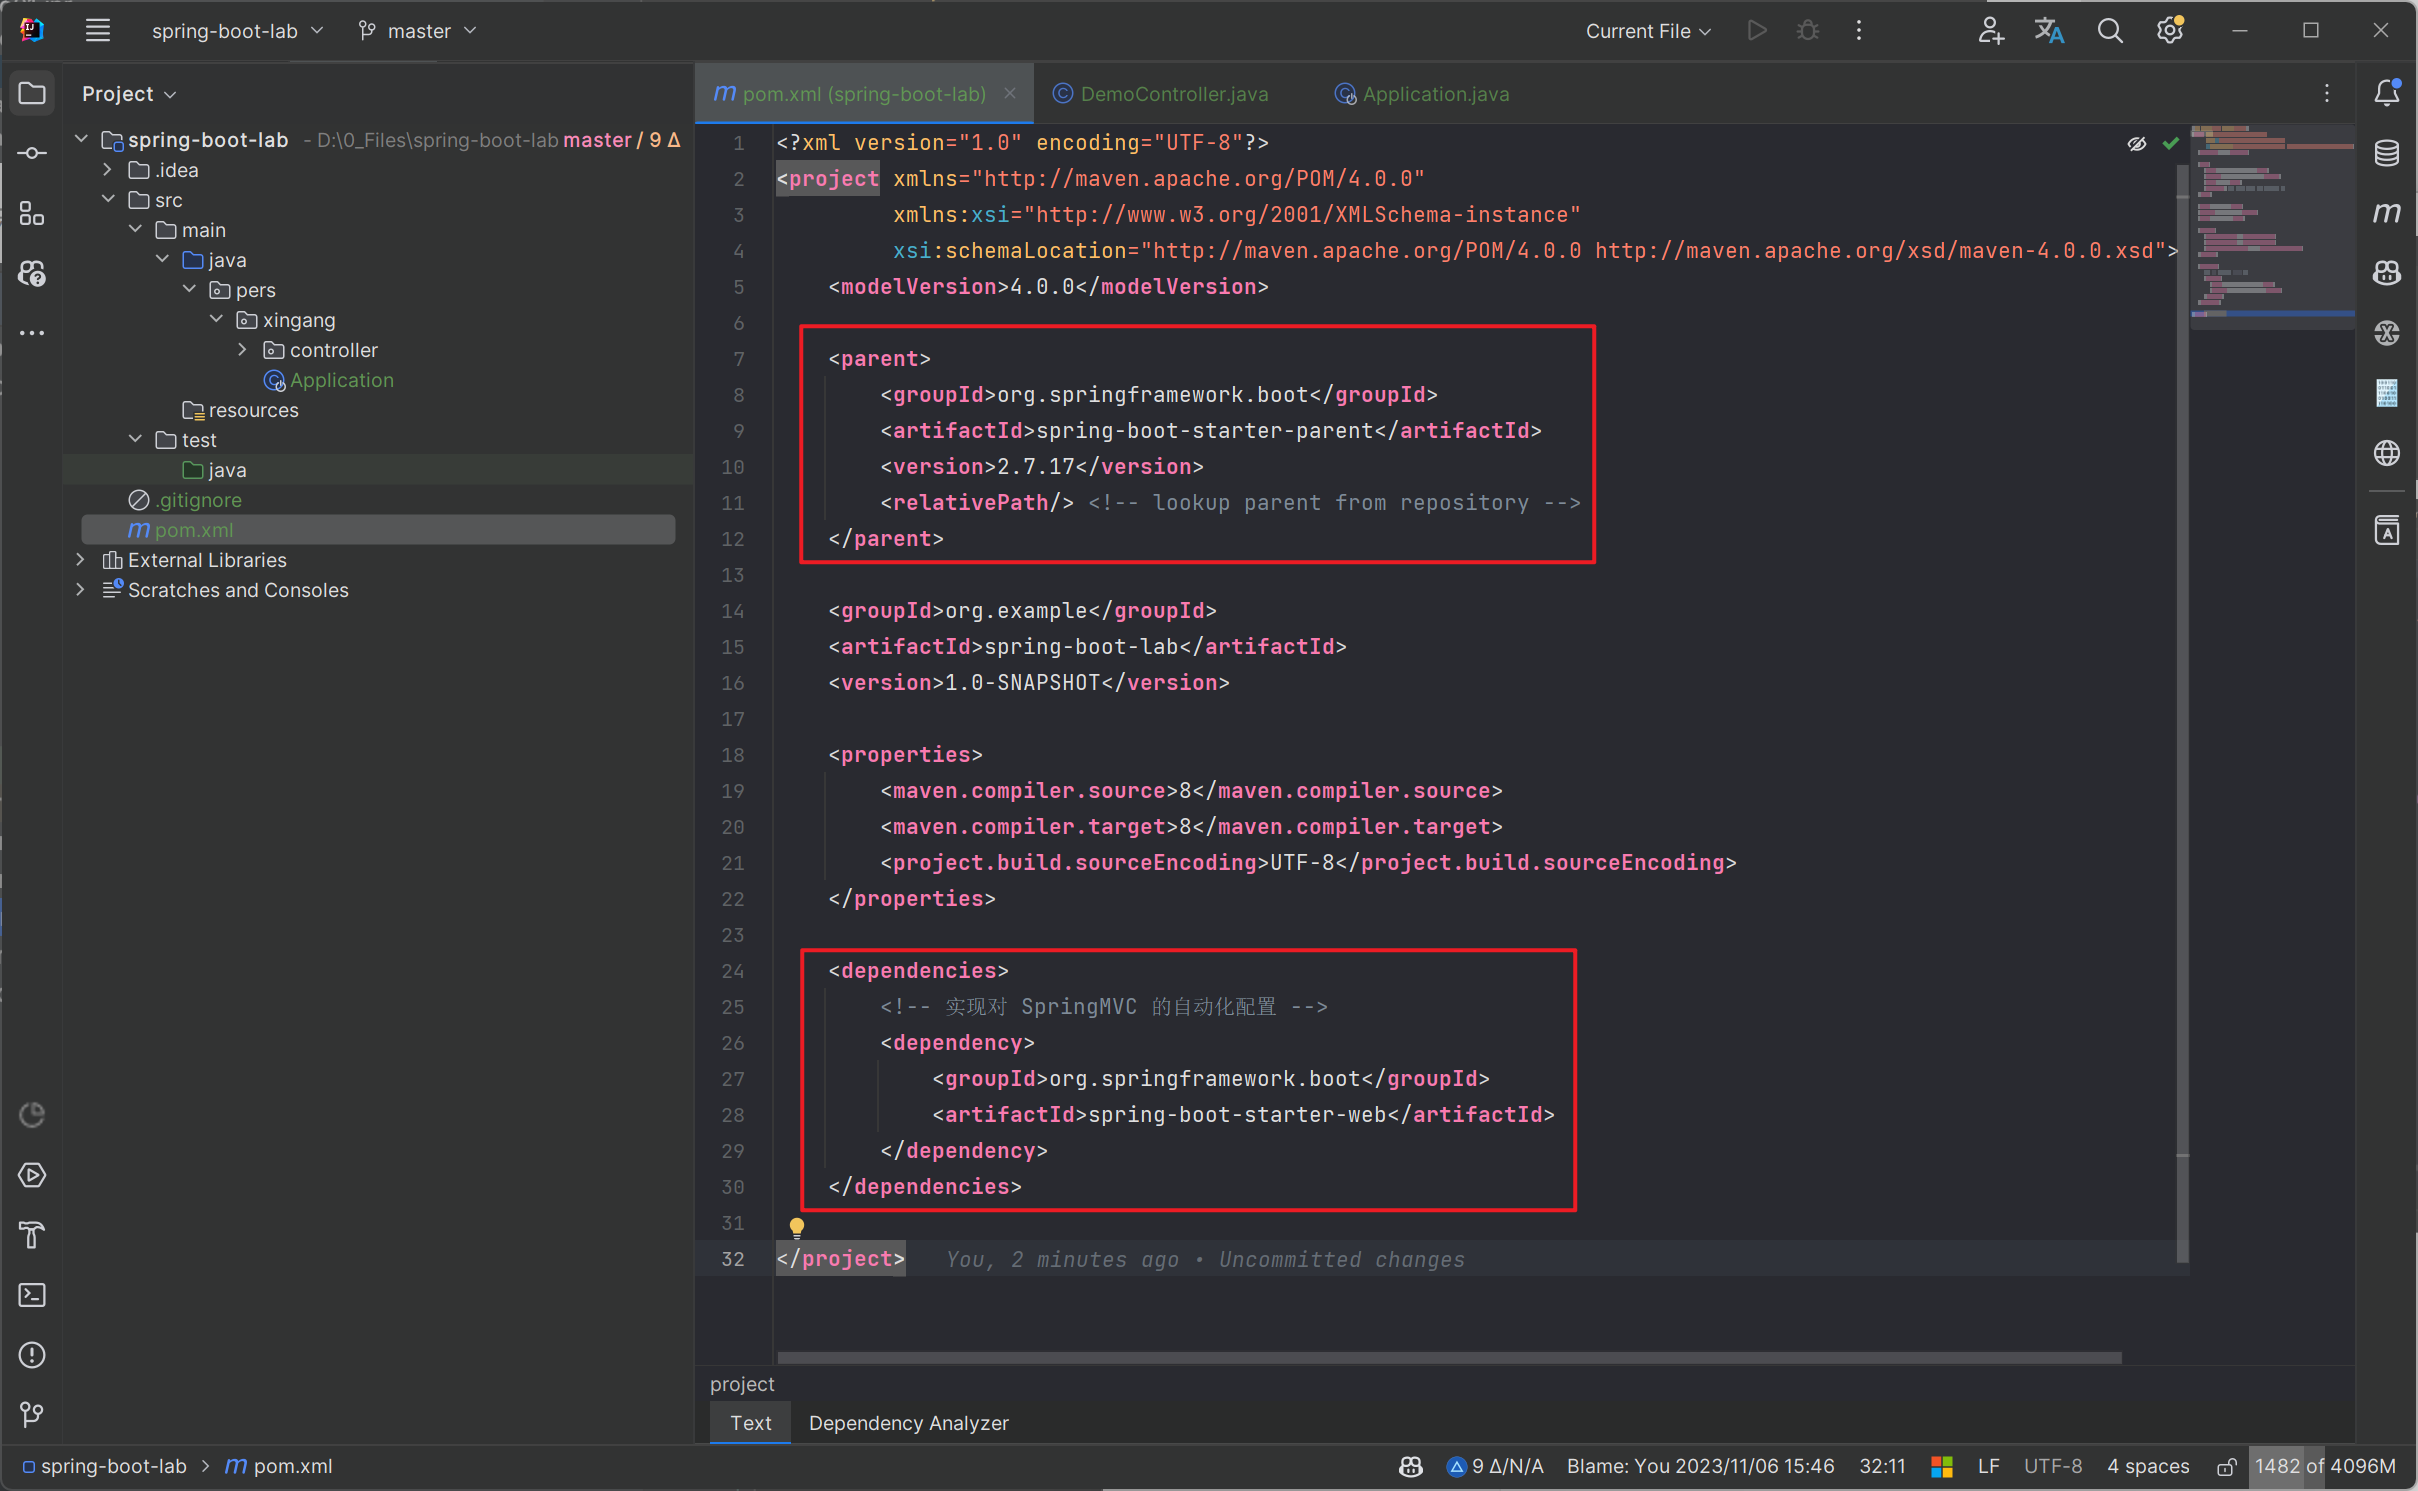 spring-boot-lab
master
Current File
Project
spring-boot-lab - D:\0_Files\spring-boot-lab master / 9 Δ
.idea
src
main
java
pers
xingang
controller
Application
resources
test
java
.gitignore
pom.xml
External Libraries
Scratches and Consoles
pom.xml (spring-boot-lab)
DemoController.java
Application.java
1 <?xml version="1.0" encoding="UTF-8"?>
2 <project xmlns="http://maven.apache.org/POM/4.0.0"
3 xmlns:xsi="http://www.w3.org/2001/XMLSchema-instance"
4 xsi:schemaLocation="http://maven.apache.org/POM/4.0.0 http://maven.apache.org/xsd/maven-4.0.0.xsd">
5 <modelVersion>4.0.0</modelVersion>
6
7 <parent>
8 <groupId>org.springframework.boot</groupId>
9 <artifactId>spring-boot-starter-parent</artifactId>
10 <version>2.7.17</version>
11 <relativePath/> <!-- lookup parent from repository -->
12 </parent>
13
14 <groupId>org.example</groupId>
15 <artifactId>spring-boot-lab</artifactId>
16 <version>1.0-SNAPSHOT</version>
17
18 <properties>
19 <maven.compiler.source>8</maven.compiler.source>
20 <maven.compiler.target>8</maven.compiler.target>
21 <project.build.sourceEncoding>UTF-8</project.build.sourceEncoding>
22 </properties>
23
24 <dependencies>
25 <!-- 实现对 SpringMVC 的自动化配置 -->
26 <dependency>
27 <groupId>org.springframework.boot</groupId>
28 <artifactId>spring-boot-starter-web</artifactId>
29 </dependency>
30 </dependencies>
31
32 </project> You, 2 minutes ago • Uncommitted changes
project
Text Dependency Analyzer
spring-boot-lab > pom.xml
9 Δ/N/A
Blame: You 2023/11/06 15:46
32:11
LF
UTF-8
4 spaces
1482 of 4096M